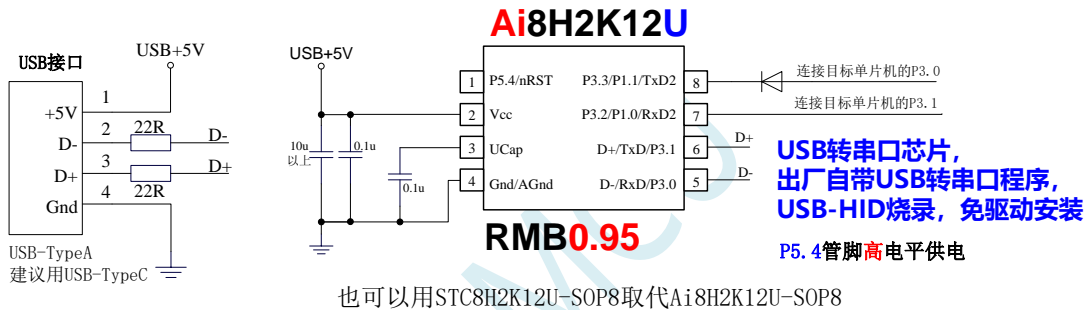 Ai8H2K12U
USB接口
USB+5V
+5V
1
D-
2
22R
D-
D+
3
22R
D+
Gnd
4
USB-TypeA
建议用USB-TypeC
USB+5V
10u
以上
0.1u
0.1u
1
P5.4/nRST
P3.3/P1.1/TxD2
8
连接目标单片机的P3.0
2
Vcc
P3.2/P1.0/RxD2
7
连接目标单片机的P3.1
3
UCap
D+/TxD/P3.1
6
D+
4
Gnd/AGnd
D-/RxD/P3.0
5
D-
RMB0.95
USB转串口芯片，
出厂自带USB转串口程序，
USB-HID烧录，免驱动安装
P5.4管脚高电平供电
也可以用STC8H2K12U-SOP8取代Ai8H2K12U-SOP8